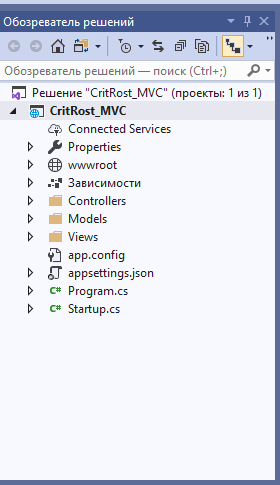 Обозреватель решений
Обозреватель решений — поиск (Ctrl+;)
Решение "CritRost_MVC" (проекты: 1 из 1)
CritRost_MVC
Connected Services
Properties
wwwroot
Зависимости
Controllers
Models
Views
app.config
appsettings.json
C# Program.cs
C# Startup.cs